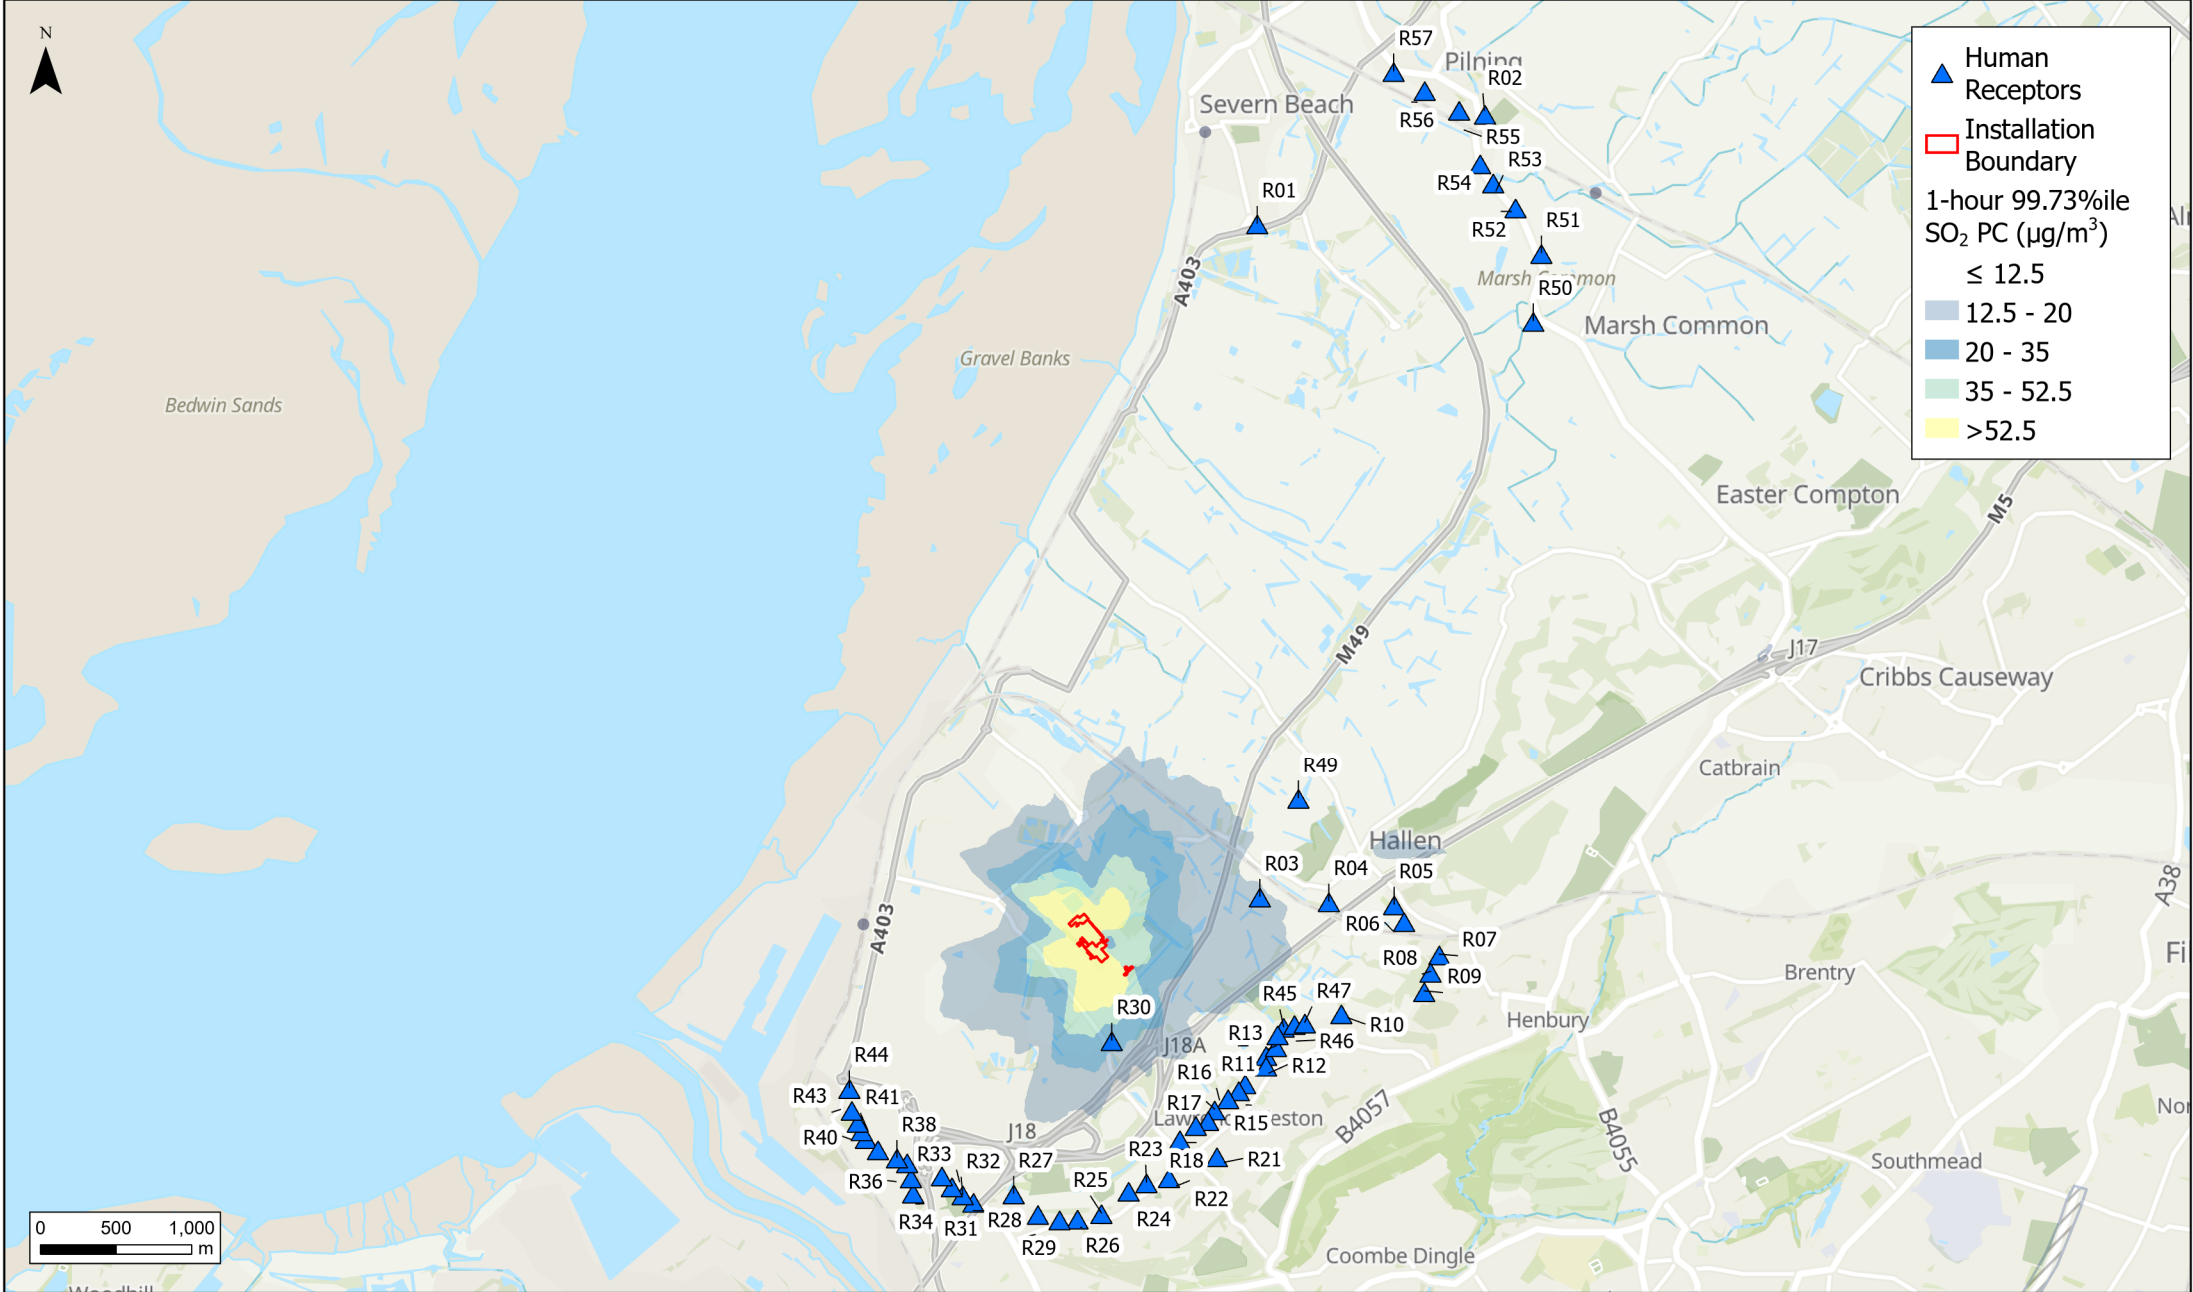 N
R57
Pilning
R02
Severn Beach
R56
R55
R53
R54
R01
R52
R51
A403
Marsh Common
R50
Marsh Common
Gravel Banks
Bedwin Sands
Easter Compton
M5
M49
J17
Cribbs Causeway
Catbrain
R49
Hallen
R03
R04
R05
R06
A38
A403
R07
R08
R09
Brentry
R30
R45
R47
R10
Henbury
R13
R46
J18A
R44
R11
R12
R16
R43
R41
R17
R15
B4057
B4055
R40
R38
J18
R23
R18
R21
R33
R32
R27
R36
R25
R22
Southmead
R34
R31
R28
R24
R29
R26
Coombe Dingle
0 500 1,000
m
Human
Receptors
Installation
Boundary
1-hour 99.73%ile
SO₂ PC (µg/m³)
≤ 12.5
12.5 - 20
20 - 35
35 - 52.5
>52.5